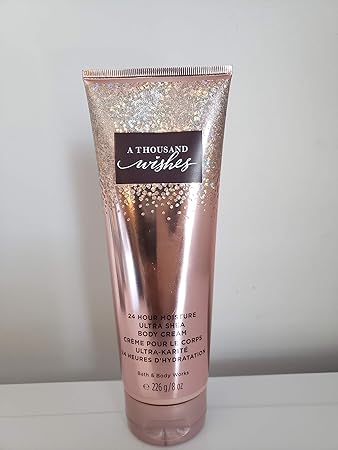 A THOUSAND
wishes
24 HOUR MOISTURE
ULTRA SHEA
BODY CREAM
CRÈME POUR LE CORPS
ULTRA-KARITÉ
24 HEURES D'HYDRATATION
Bath & Body Works
℮ 226 g / 8 oz